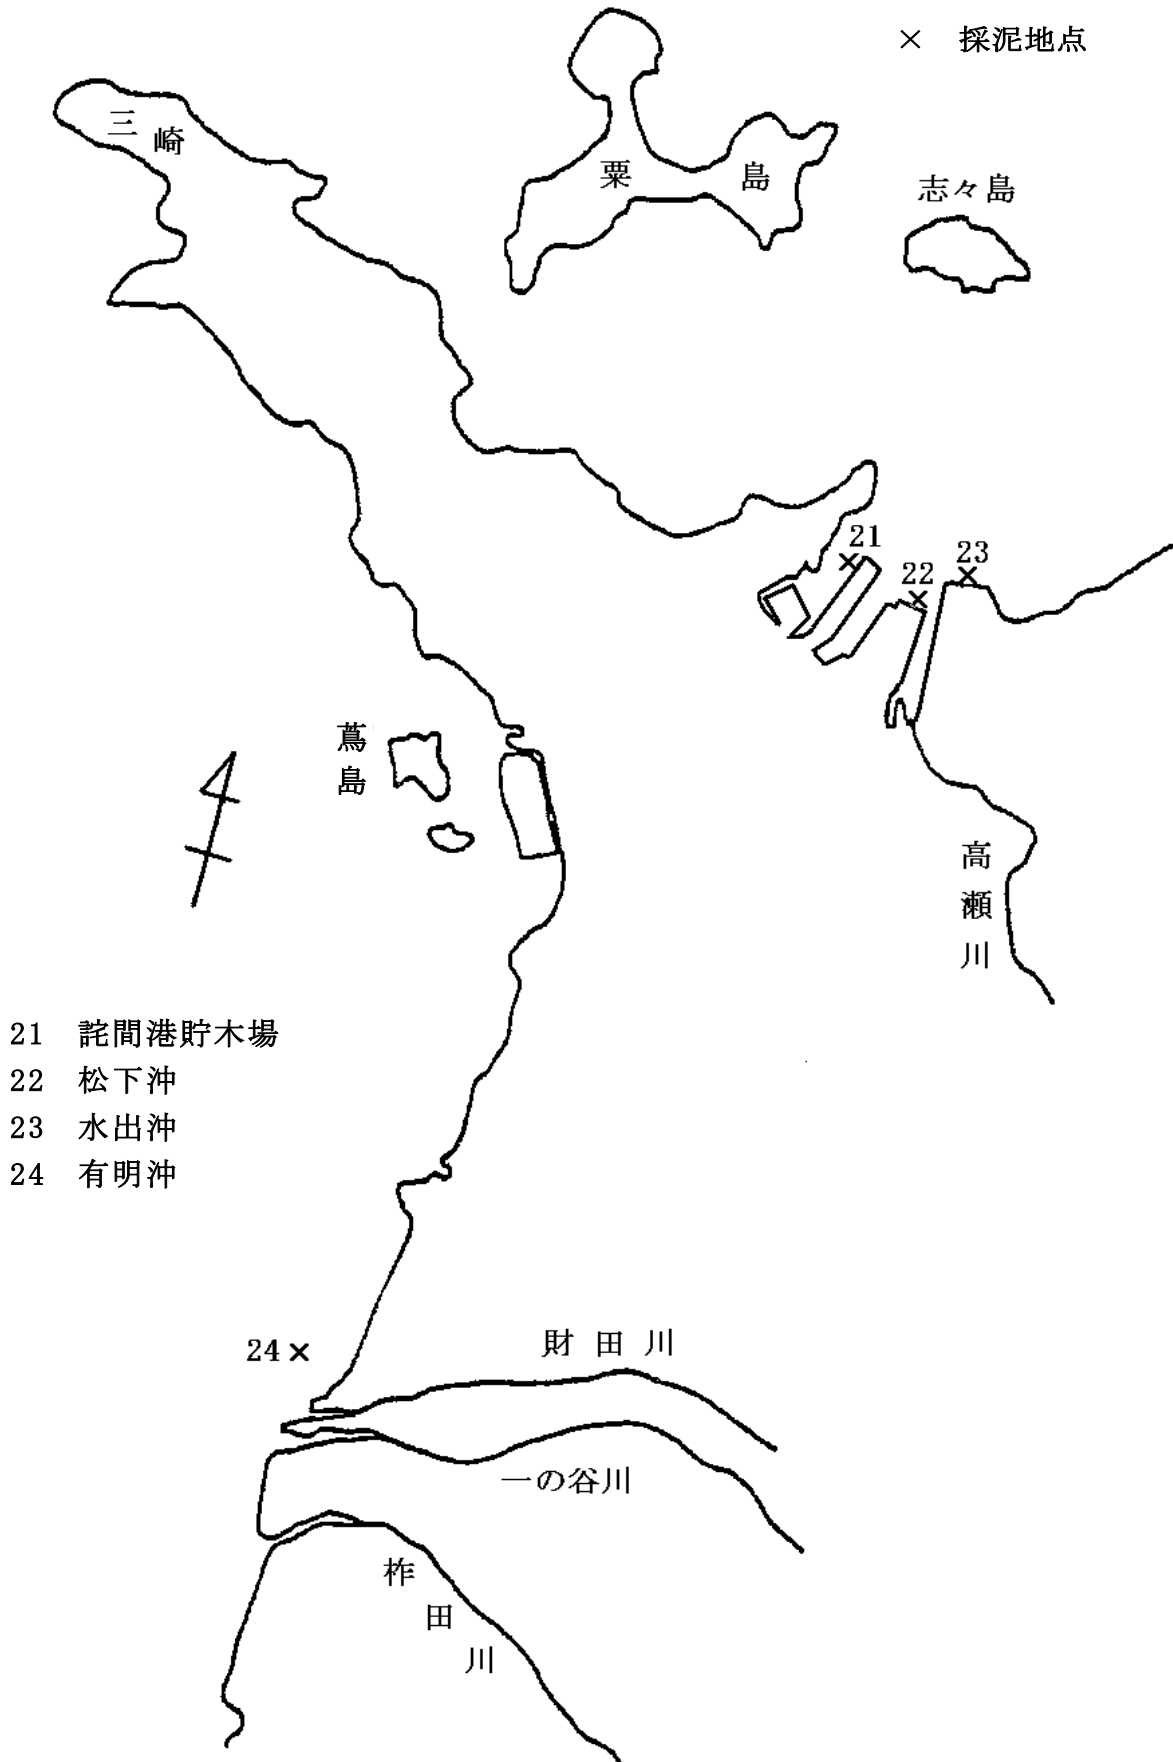 × 採泥地点
三崎
粟島
志々島
21
22
23
蔦島
高瀬川
21 詫間港貯木場
22 松下沖
23 水出沖
24 有明沖
24
財田川
一の谷川
柞田川